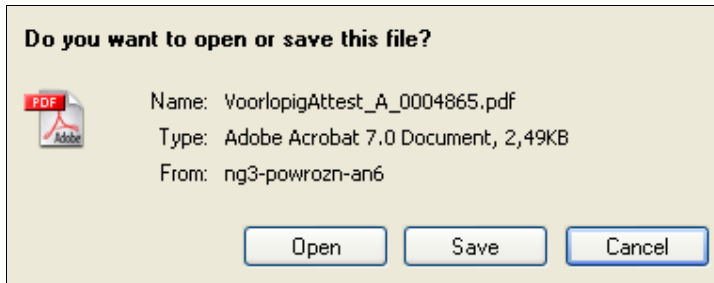 Do you want to open or save this file?
PDF
Adobe
Name: VoorlopigAttest_A_0004865.pdf
Type: Adobe Acrobat 7.0 Document, 2,49KB
From: ng3-powrozn-an6
Open Save Cancel